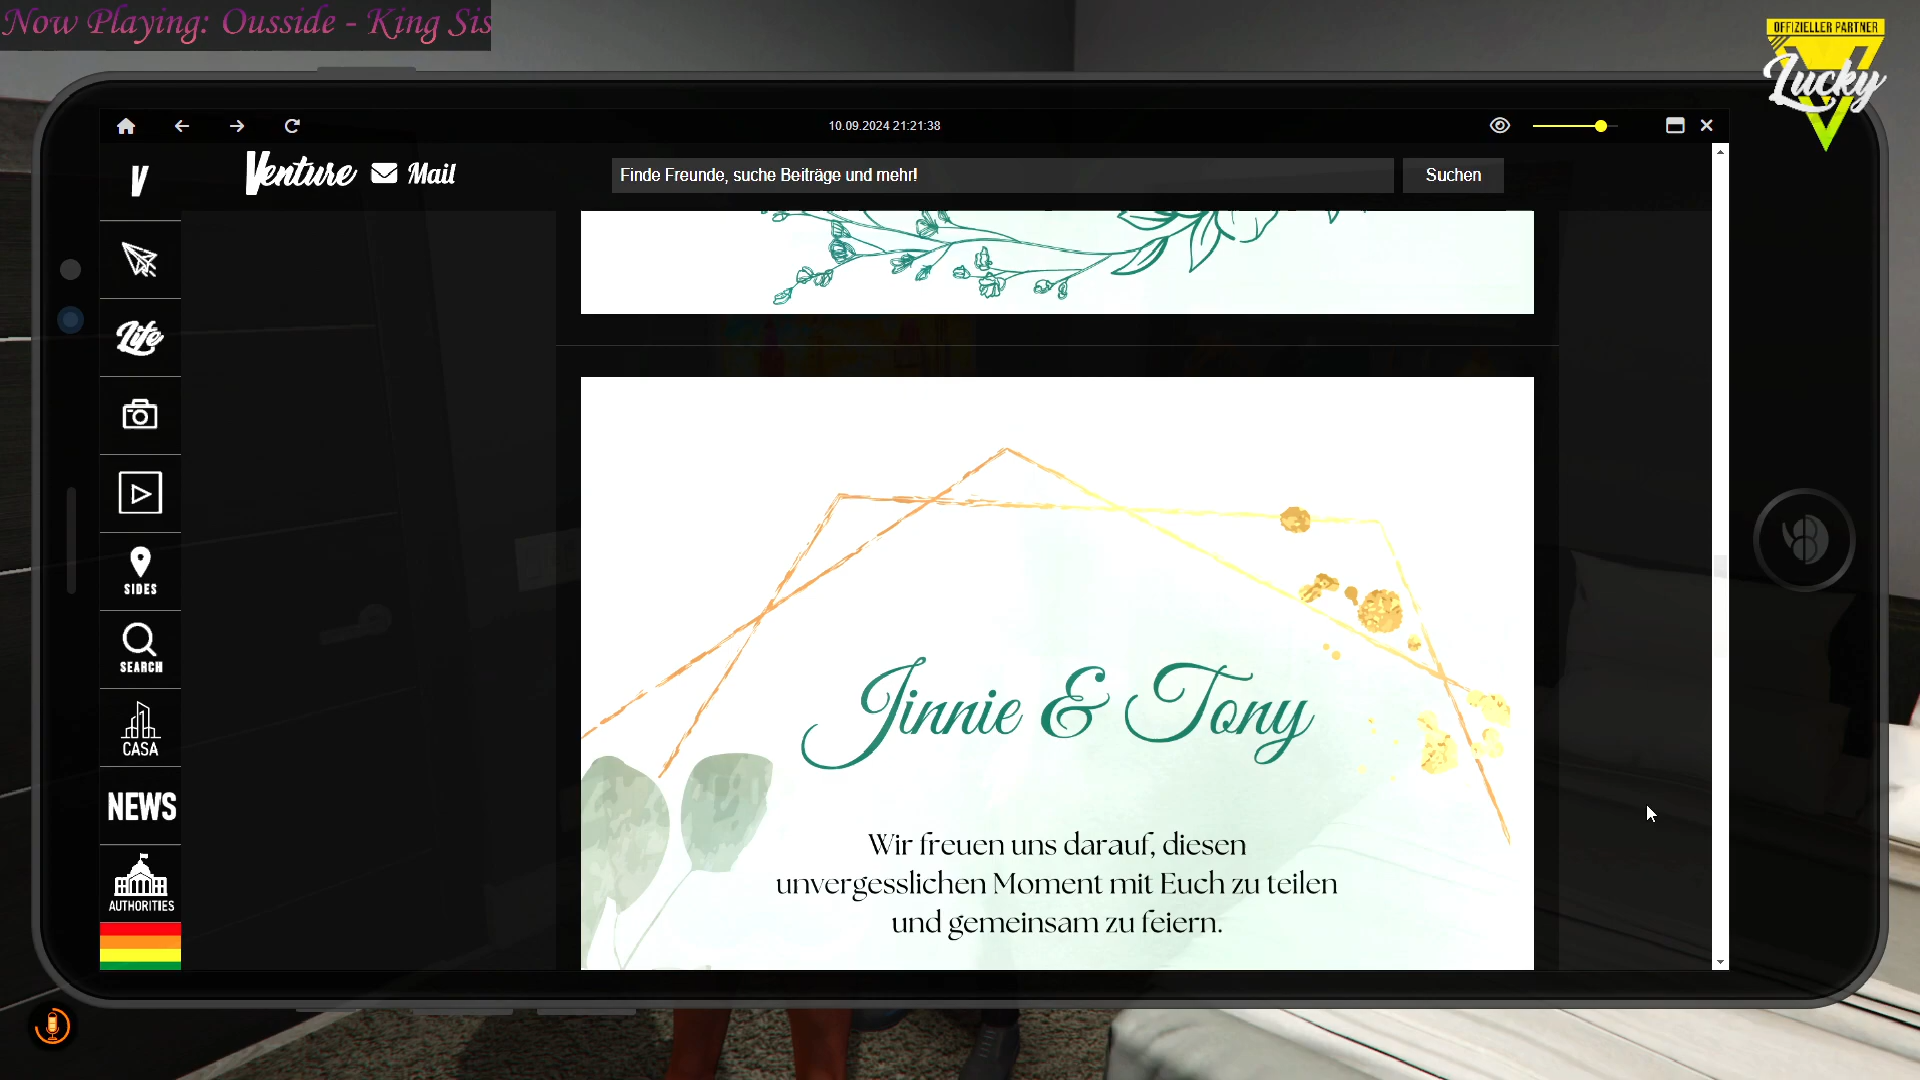 Now Playing: Ousside - King Sis
OFFIZIELLER PARTNER
Lucky V
10.09.2024 21:21:38
V
Venture Mail
Finde Freunde, suche Beiträge und mehr!
Suchen
Life
SIDES
SEARCH
CASA
NEWS
AUTHORITIES
Jinnie & Tony
Wir freuen uns darauf, diesen
unvergesslichen Moment mit Euch zu teilen
und gemeinsam zu feiern.